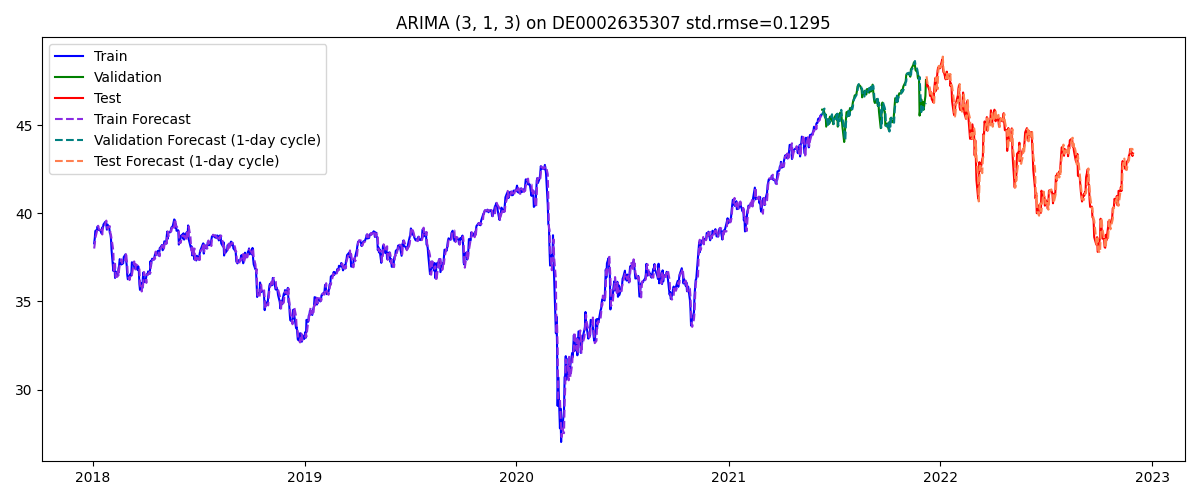 ARIMA (3, 1, 3) on DE0002635307 std.rmse=0.1295
Train
Validation
Test
Train Forecast
Validation Forecast (1-day cycle)
Test Forecast (1-day cycle)
45
40
35
30
2018 2019 2020 2021 2022 2023